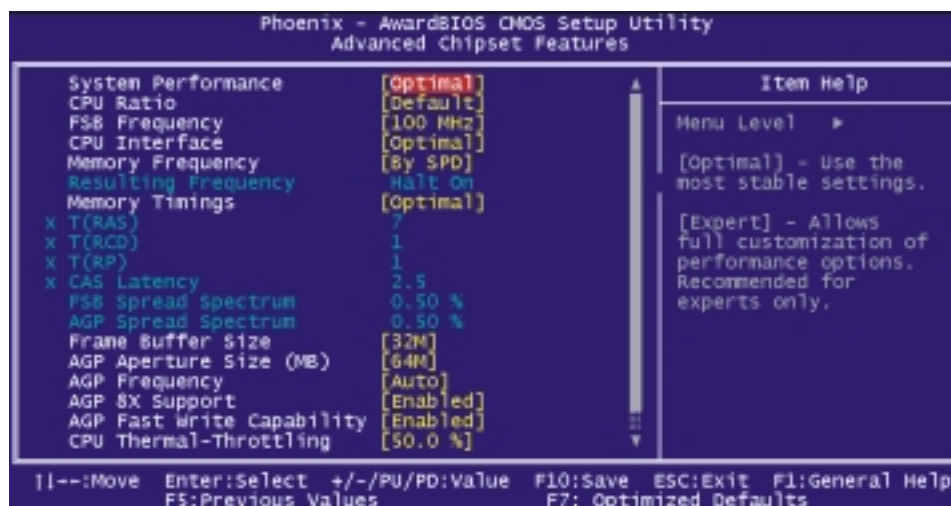 Phoenix - AwardBIOS CMOS Setup Utility
Advanced Chipset Features
System Performance [Optimal]
CPU Ratio [Default]
FSB Frequency [100 MHz]
CPU Interface [Optimal]
Memory Frequency [By SPD]
Resulting Frequency Halt On
Memory Timings [Optimal]
x T(RAS) 7
x T(RCD) 1
x T(RP) 1
x CAS Latency 2.5
FSB Spread Spectrum 0.50 %
AGP Spread Spectrum 0.50 %
Frame Buffer Size [32M]
AGP Aperture Size (MB) [64M]
AGP Frequency [Auto]
AGP 8X Support [Enabled]
AGP Fast Write Capability [Enabled]
CPU Thermal-Throttling [50.0 %]
Item Help
Menu Level ►
[Optimal] - Use the
most stable settings.
[Expert] - Allows
full customization of
performance options.
Recommended for
experts only.
↑↓←→:Move Enter:Select +/-/PU/PD:Value F10:Save ESC:Exit F1:General Help
F5:Previous Values F7: Optimized Defaults